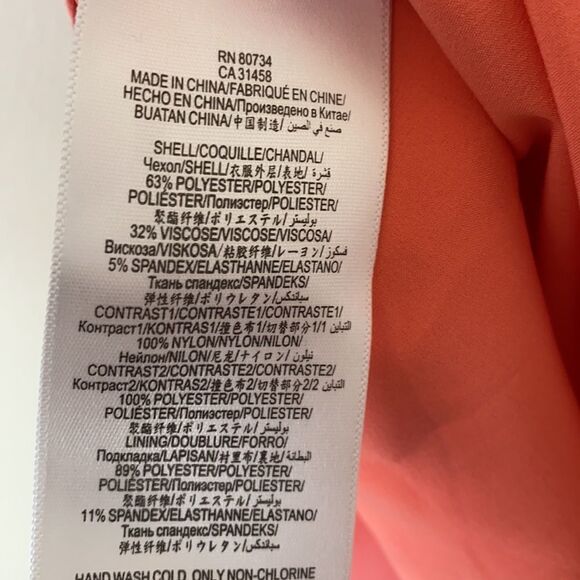 RN 80734
CA 31458
MADE IN CHINA/FABRIQUÉ EN CHINE/
HECHO EN CHINA/Произведено в Китае/
BUATAN CHINA/中国制造/ صنع في الصين/
SHELL/COQUILLE/CHANDAL/
Чехол/SHELL/衣服外层/表地/ قشرة/
63% POLYESTER/POLYESTER/
POLIÉSTER/Полиэстер/POLIESTER/
聚酯纤维/ポリエステル/ بوليستر/
32% VISCOSE/VISCOSE/VISCOSA/
Вискоза/VISKOSA/粘胶纤维/レーヨン/ فسكوز/
5% SPANDEX/ELASTHANNE/ELASTANO/
Ткань спандекс/SPANDEKS/
弹性纤维/ポリウレタン/ سباندكس/
CONTRAST1/CONTRASTE1/CONTRASTE1/
Контраст1/KONTRAS1/撞色布1/切替部分1/ التباين 1/
100% NYLON/NYLON/NILON/
Нейлон/NILON/尼龙/ナイロン/ نيلون/
CONTRAST2/CONTRASTE2/CONTRASTE2/
Контраст2/KONTRAS2/撞色布2/切替部分2/ التباين 2/
100% POLYESTER/POLYESTER/
POLIÉSTER/Полиэстер/POLIESTER/
聚酯纤维/ポリエステル/ بوليستر/
LINING/DOUBLURE/FORRO/
Подкладка/LAPISAN/衬里布/裏地/ البطانة/
89% POLYESTER/POLYESTER/
POLIÉSTER/Полиэстер/POLIESTER/
聚酯纤维/ポリエステル/ بوليستر/
11% SPANDEX/ELASTHANNE/ELASTANO/
Ткань спандекс/SPANDEKS/
弹性纤维/ポリウレタン/ سباندكس/
HAND WASH COLD, ONLY NON-CHLORINE